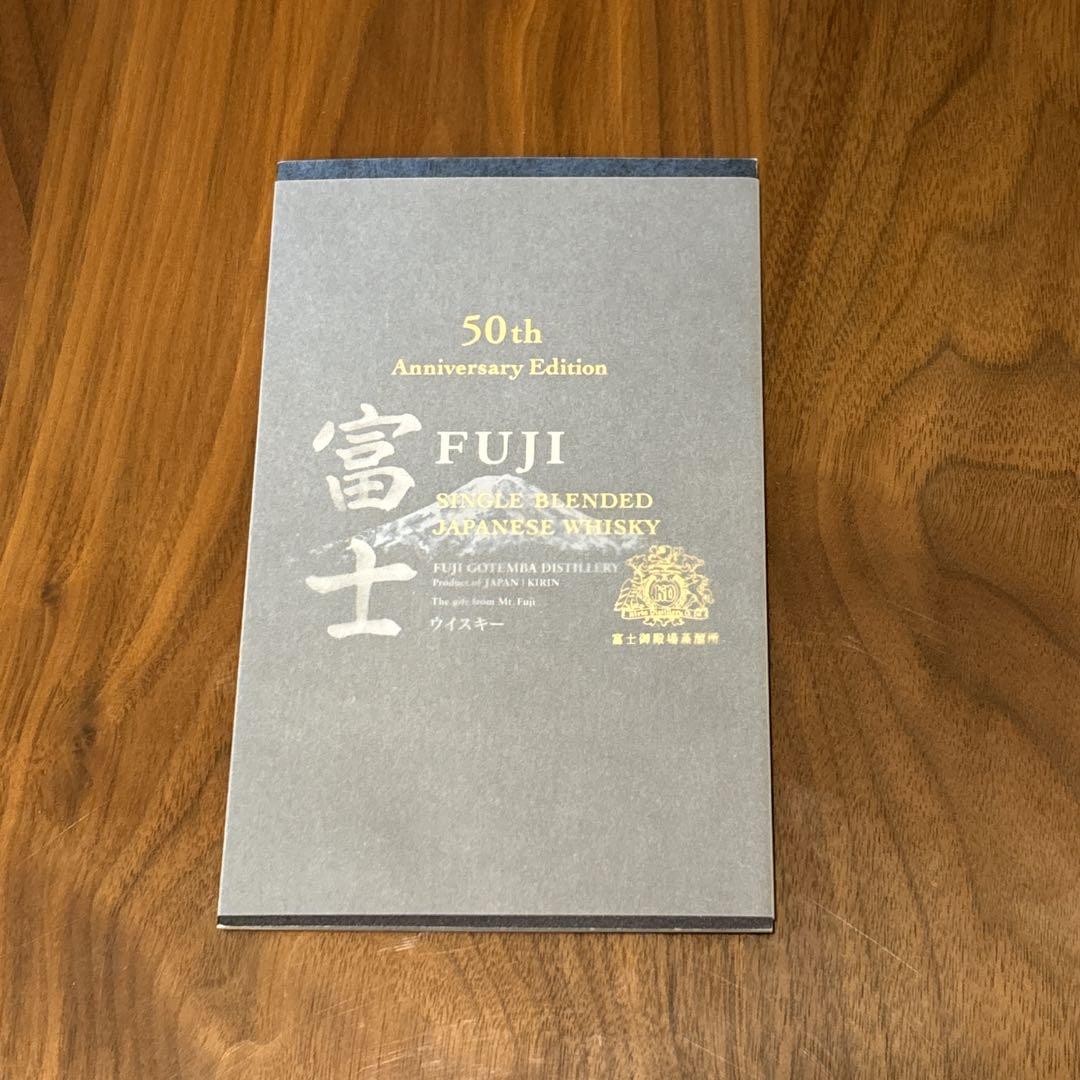 50th
Anniversary Edition
富士
FUJI
SINGLE BLENDED
JAPANESE WHISKY
FUJI GOTEMBA DISTILLERY
Product of JAPAN | KIRIN
The gift from Mt. Fuji
ウイスキー
富士御殿場蒸溜所